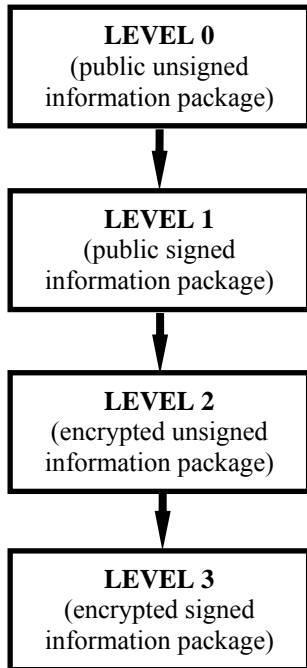 LEVEL 0
(public unsigned
information package)
LEVEL 1
(public signed
information package)
LEVEL 2
(encrypted unsigned
information package)
LEVEL 3
(encrypted signed
information package)